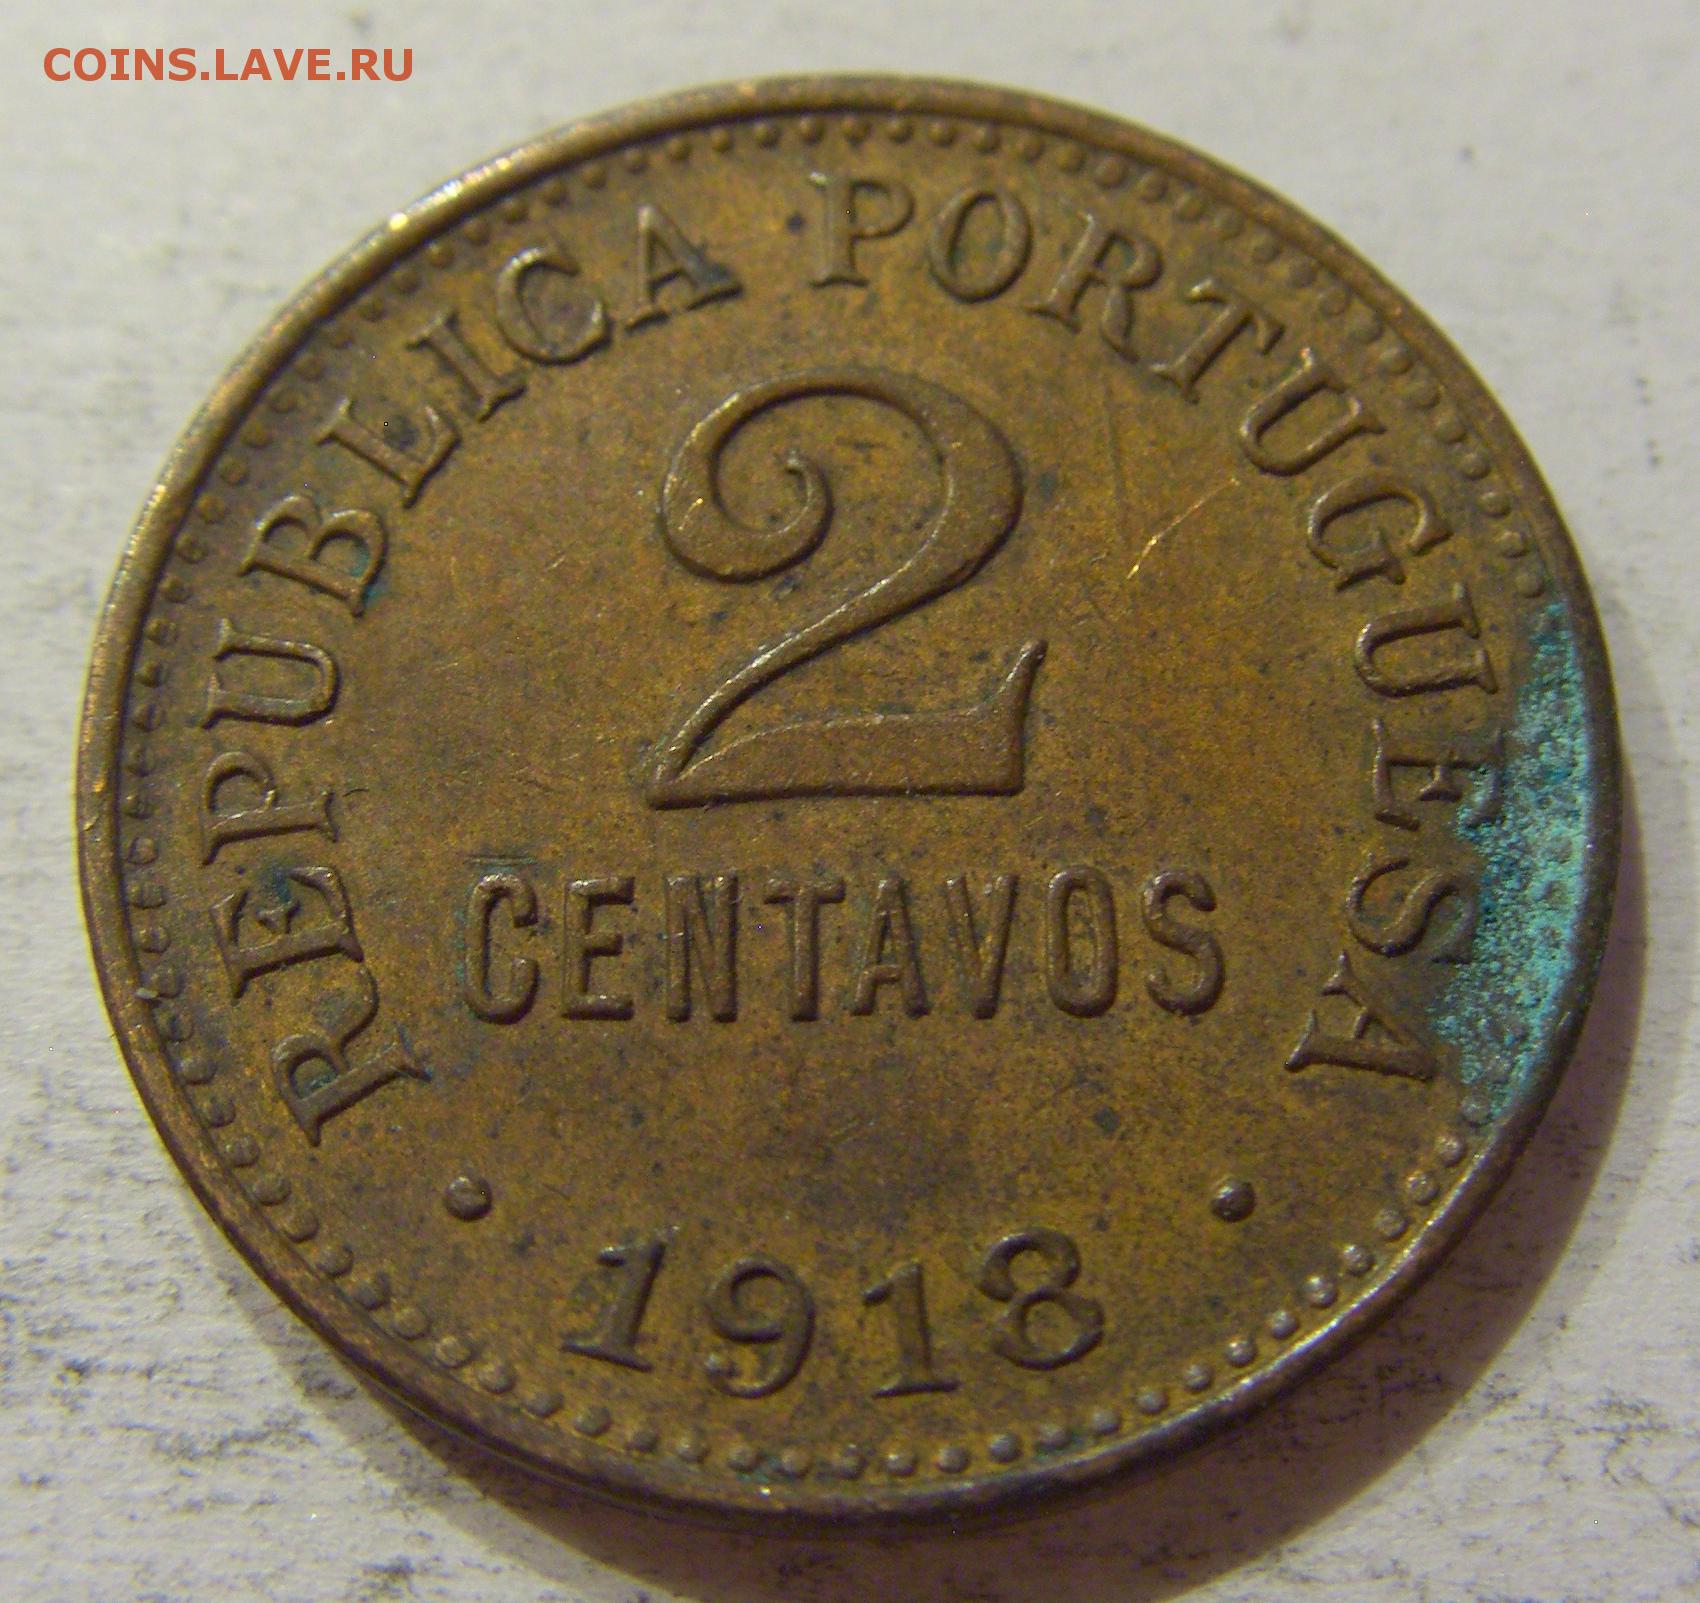 COINS.LAVE.RU
REPUBLICA PORTUGUESA
2
CENTAVOS
• 1918 •